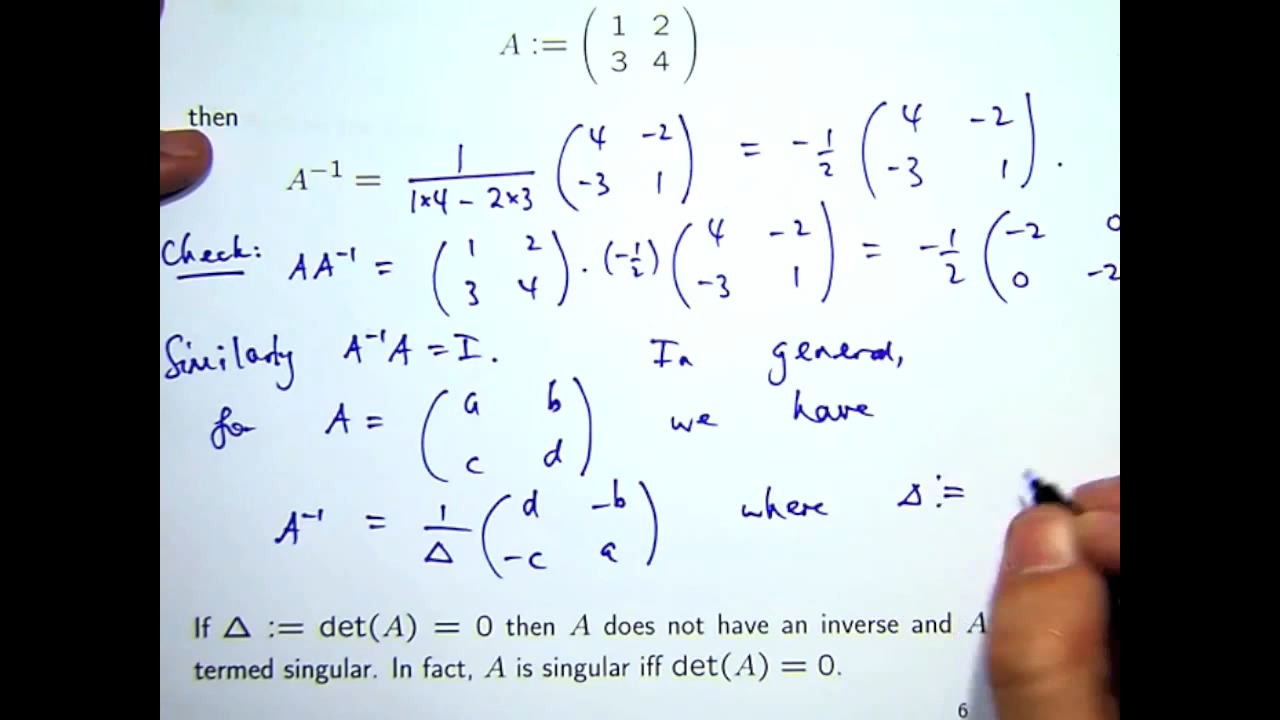 A := ( 1 2
3 4 )
then
A⁻¹ = 1 / (1×4 − 2×3) ( 4 -2
-3 1 ) = -1/2 ( 4 -2
-3 1 ) .
Check: AA⁻¹ = ( 1 2
3 4 ) . (-1/2) ( 4 -2
-3 1 ) = -1/2 ( -2 0
0 -2
Similarly A⁻¹A = I. In general,
for A = ( a b
c d ) we have
A⁻¹ = 1/Δ ( d -b
-c a ) where Δ :=
If Δ := det(A) = 0 then A does not have an inverse and A
termed singular. In fact, A is singular iff det(A) = 0.
6